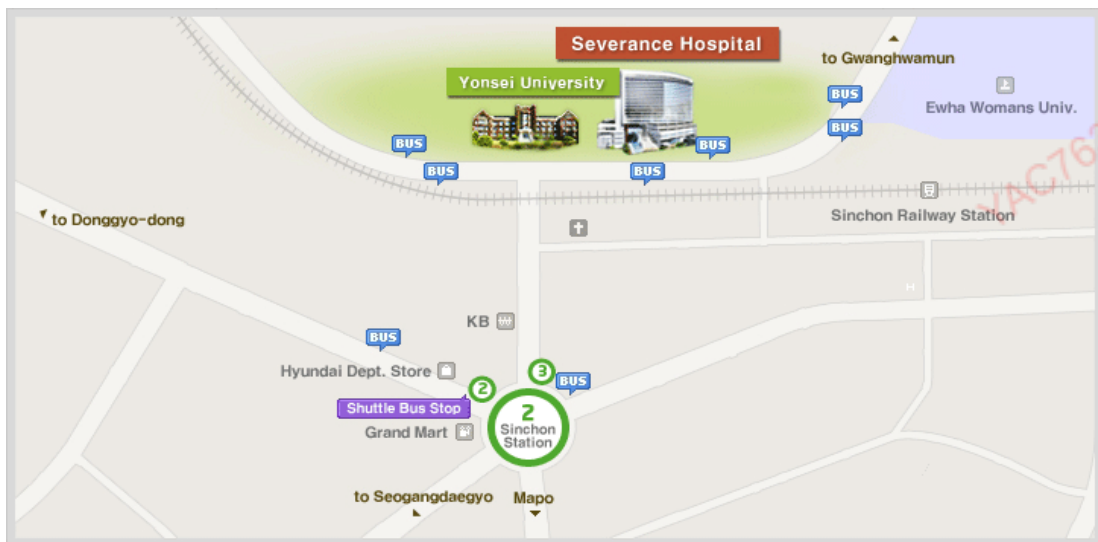 Severance Hospital
to Gwanghwamun
Yonsei University
BUS
Ewha Womans Univ.
BUS
BUS
BUS
BUS
BUS
to Donggyo-dong
Sinchon Railway Station
H
KB
BUS
Hyundai Dept. Store
3
BUS
2
Shuttle Bus Stop
2
Sinchon
Station
Grand Mart
to Seogangdaegyo
Mapo